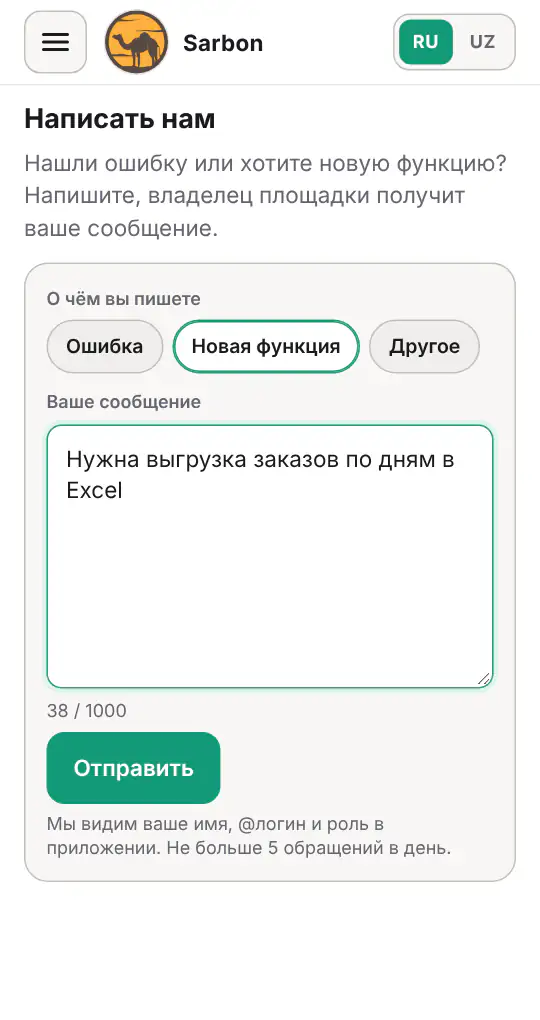 Sarbon
RU UZ
Написать нам
Нашли ошибку или хотите новую функцию?
Напишите, владелец площадки получит
ваше сообщение.
О чём вы пишете
Ошибка Новая функция Другое
Ваше сообщение
Нужна выгрузка заказов по дням в
Excel
38 / 1000
Отправить
Мы видим ваше имя, @логин и роль в
приложении. Не больше 5 обращений в день.